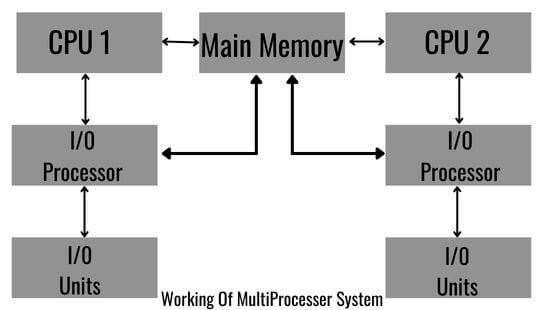 CPU 1
Main Memory
CPU 2
I/O
Processor
I/O
Processor
I/O
Units
I/O
Units
Working Of MultiProcesser System